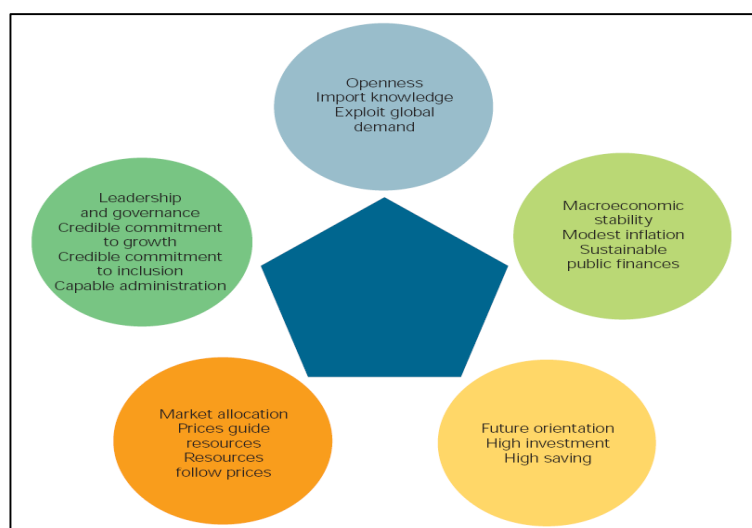 Openness
Import knowledge
Exploit global
demand
Leadership
and governance
Credible commitment
to growth
Credible commitment
to inclusion
Capable administration
Macroeconomic
stability
Modest inflation
Sustainable
public finances
Market allocation
Prices guide
resources
Resources
follow prices
Future orientation
High investment
High saving